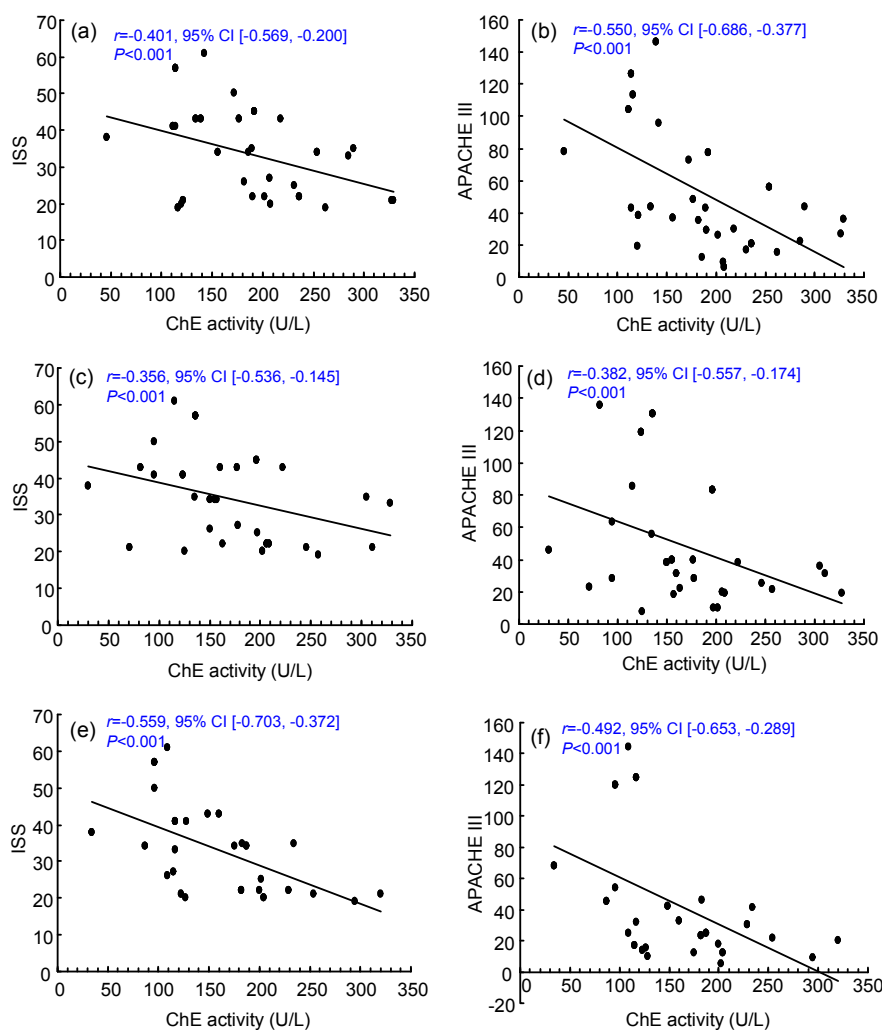 (a)
r=-0.401, 95% CI [-0.569, -0.200]
P<0.001
70
60
50
40
30
20
10
0
ISS
0 50 100 150 200 250 300 350
ChE activity (U/L)
(b)
r=-0.550, 95% CI [-0.686, -0.377]
P<0.001
160
140
120
100
80
60
40
20
0
APACHE III
0 50 100 150 200 250 300 350
ChE activity (U/L)
(c)
r=-0.356, 95% CI [-0.536, -0.145]
P<0.001
70
60
50
40
30
20
10
0
ISS
0 50 100 150 200 250 300 350
ChE activity (U/L)
(d)
r=-0.382, 95% CI [-0.557, -0.174]
P<0.001
160
140
120
100
80
60
40
20
0
APACHE III
0 50 100 150 200 250 300 350
ChE activity (U/L)
(e)
r=-0.559, 95% CI [-0.703, -0.372]
P<0.001
70
60
50
40
30
20
10
0
ISS
0 50 100 150 200 250 300 350
ChE activity (U/L)
(f)
r=-0.492, 95% CI [-0.653, -0.289]
P<0.001
160
140
120
100
80
60
40
20
0
-20
APACHE III
0 50 100 150 200 250 300 350
ChE activity (U/L)